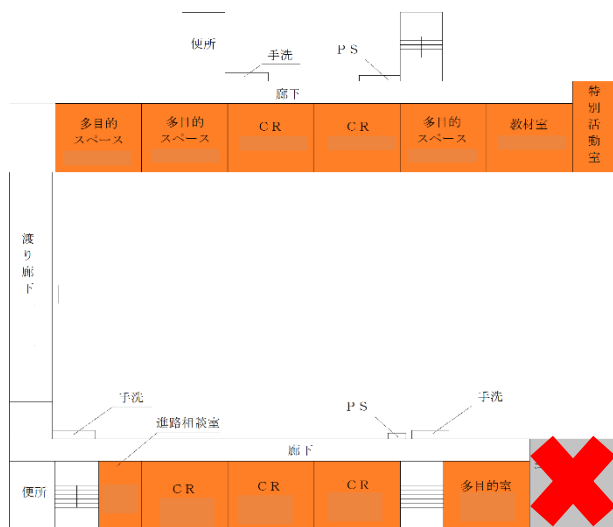 便所
手洗
ＰＳ
廊下
多目的
スペース
多目的
スペース
ＣＲ
ＣＲ
多目的
スペース
教材室
特別活動室
渡り廊下
手洗
進路相談室
ＰＳ
手洗
廊下
便所
ＣＲ
ＣＲ
ＣＲ
多目的室